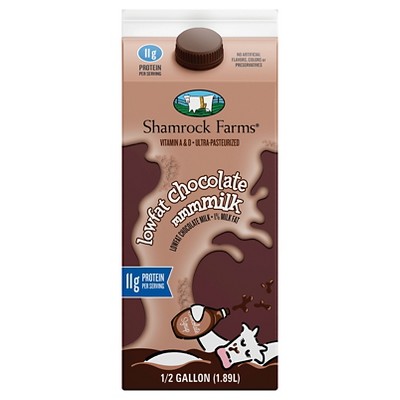 11g
PROTEIN
PER SERVING
NO ARTIFICIAL
FLAVORS, COLORS or
PRESERVATIVES
Shamrock Farms®
VITAMIN A & D • ULTRA-PASTEURIZED
lowfat chocolate
mmmmilk
LOWFAT CHOCOLATE MILK • 1% MILK FAT
11g PROTEIN
PER SERVING
1/2 GALLON (1.89L)